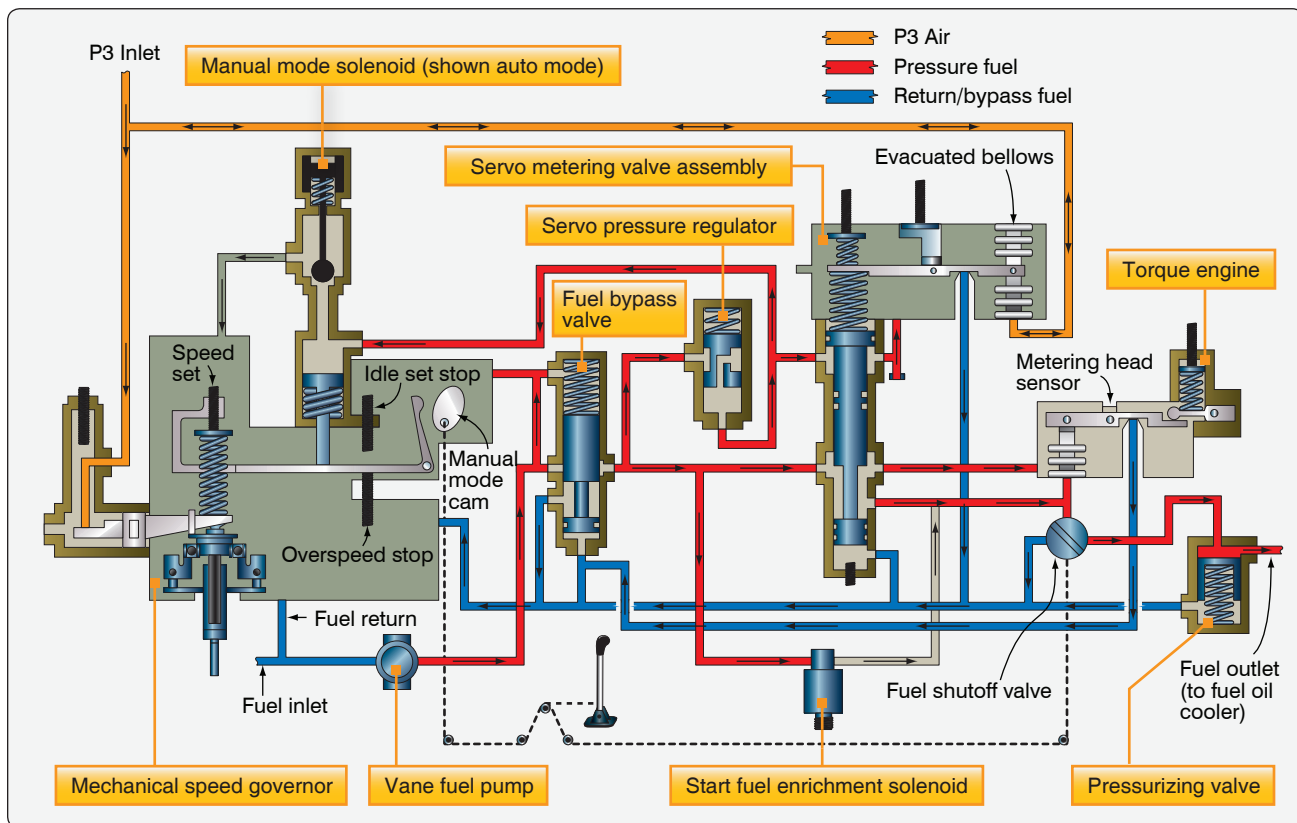 P3 Inlet
Manual mode solenoid (shown auto mode)
P3 Air
Pressure fuel
Return/bypass fuel
Servo metering valve assembly
Evacuated bellows
Servo pressure regulator
Torque engine
Fuel bypass
valve
Speed
set
Idle set stop
Metering head
sensor
Manual
mode
cam
Overspeed stop
Fuel return
Fuel inlet
Fuel shutoff valve
Fuel outlet
(to fuel oil
cooler)
Mechanical speed governor
Vane fuel pump
Start fuel enrichment solenoid
Pressurizing valve